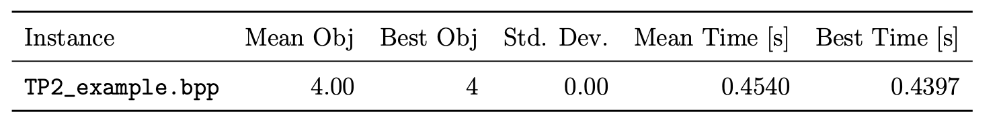 Instance Mean Obj Best Obj Std. Dev. Mean Time [s] Best Time [s]
TP2_example.bpp 4.00 4 0.00 0.4540 0.4397